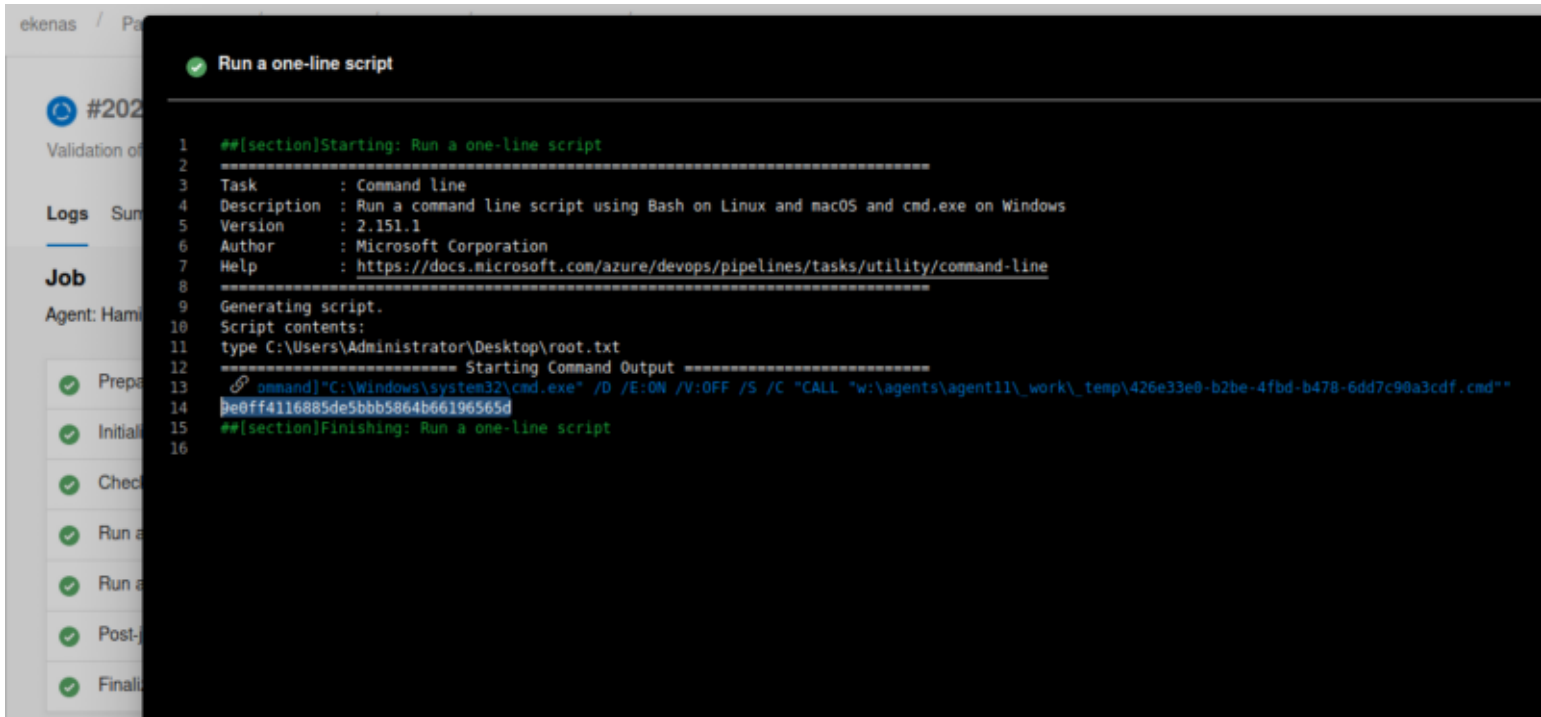 ekenas / Pa
Run a one-line script
#202
Validation of
Logs Sum
Job
Agent: Hami
Prepa
Initiali
Check
Run a
Run a
Post-j
Finaliz
1 ##[section]Starting: Run a one-line script
2 ==============================================================================
3 Task : Command line
4 Description : Run a command line script using Bash on Linux and macOS and cmd.exe on Windows
5 Version : 2.151.1
6 Author : Microsoft Corporation
7 Help : https://docs.microsoft.com/azure/devops/pipelines/tasks/utility/command-line
8 ==============================================================================
9 Generating script.
10 Script contents:
11 type C:\Users\Administrator\Desktop\root.txt
12 ========================== Starting Command Output ===========================
13 ommand]"C:\Windows\system32\cmd.exe" /D /E:ON /V:OFF /S /C "CALL "w:\agents\agent11\_work\_temp\426e33e0-b2be-4fbd-b478-6dd7c90a3cdf.cmd""
14 9e0ff4116885de5bbb5864b66196565d
15 ##[section]Finishing: Run a one-line script
16